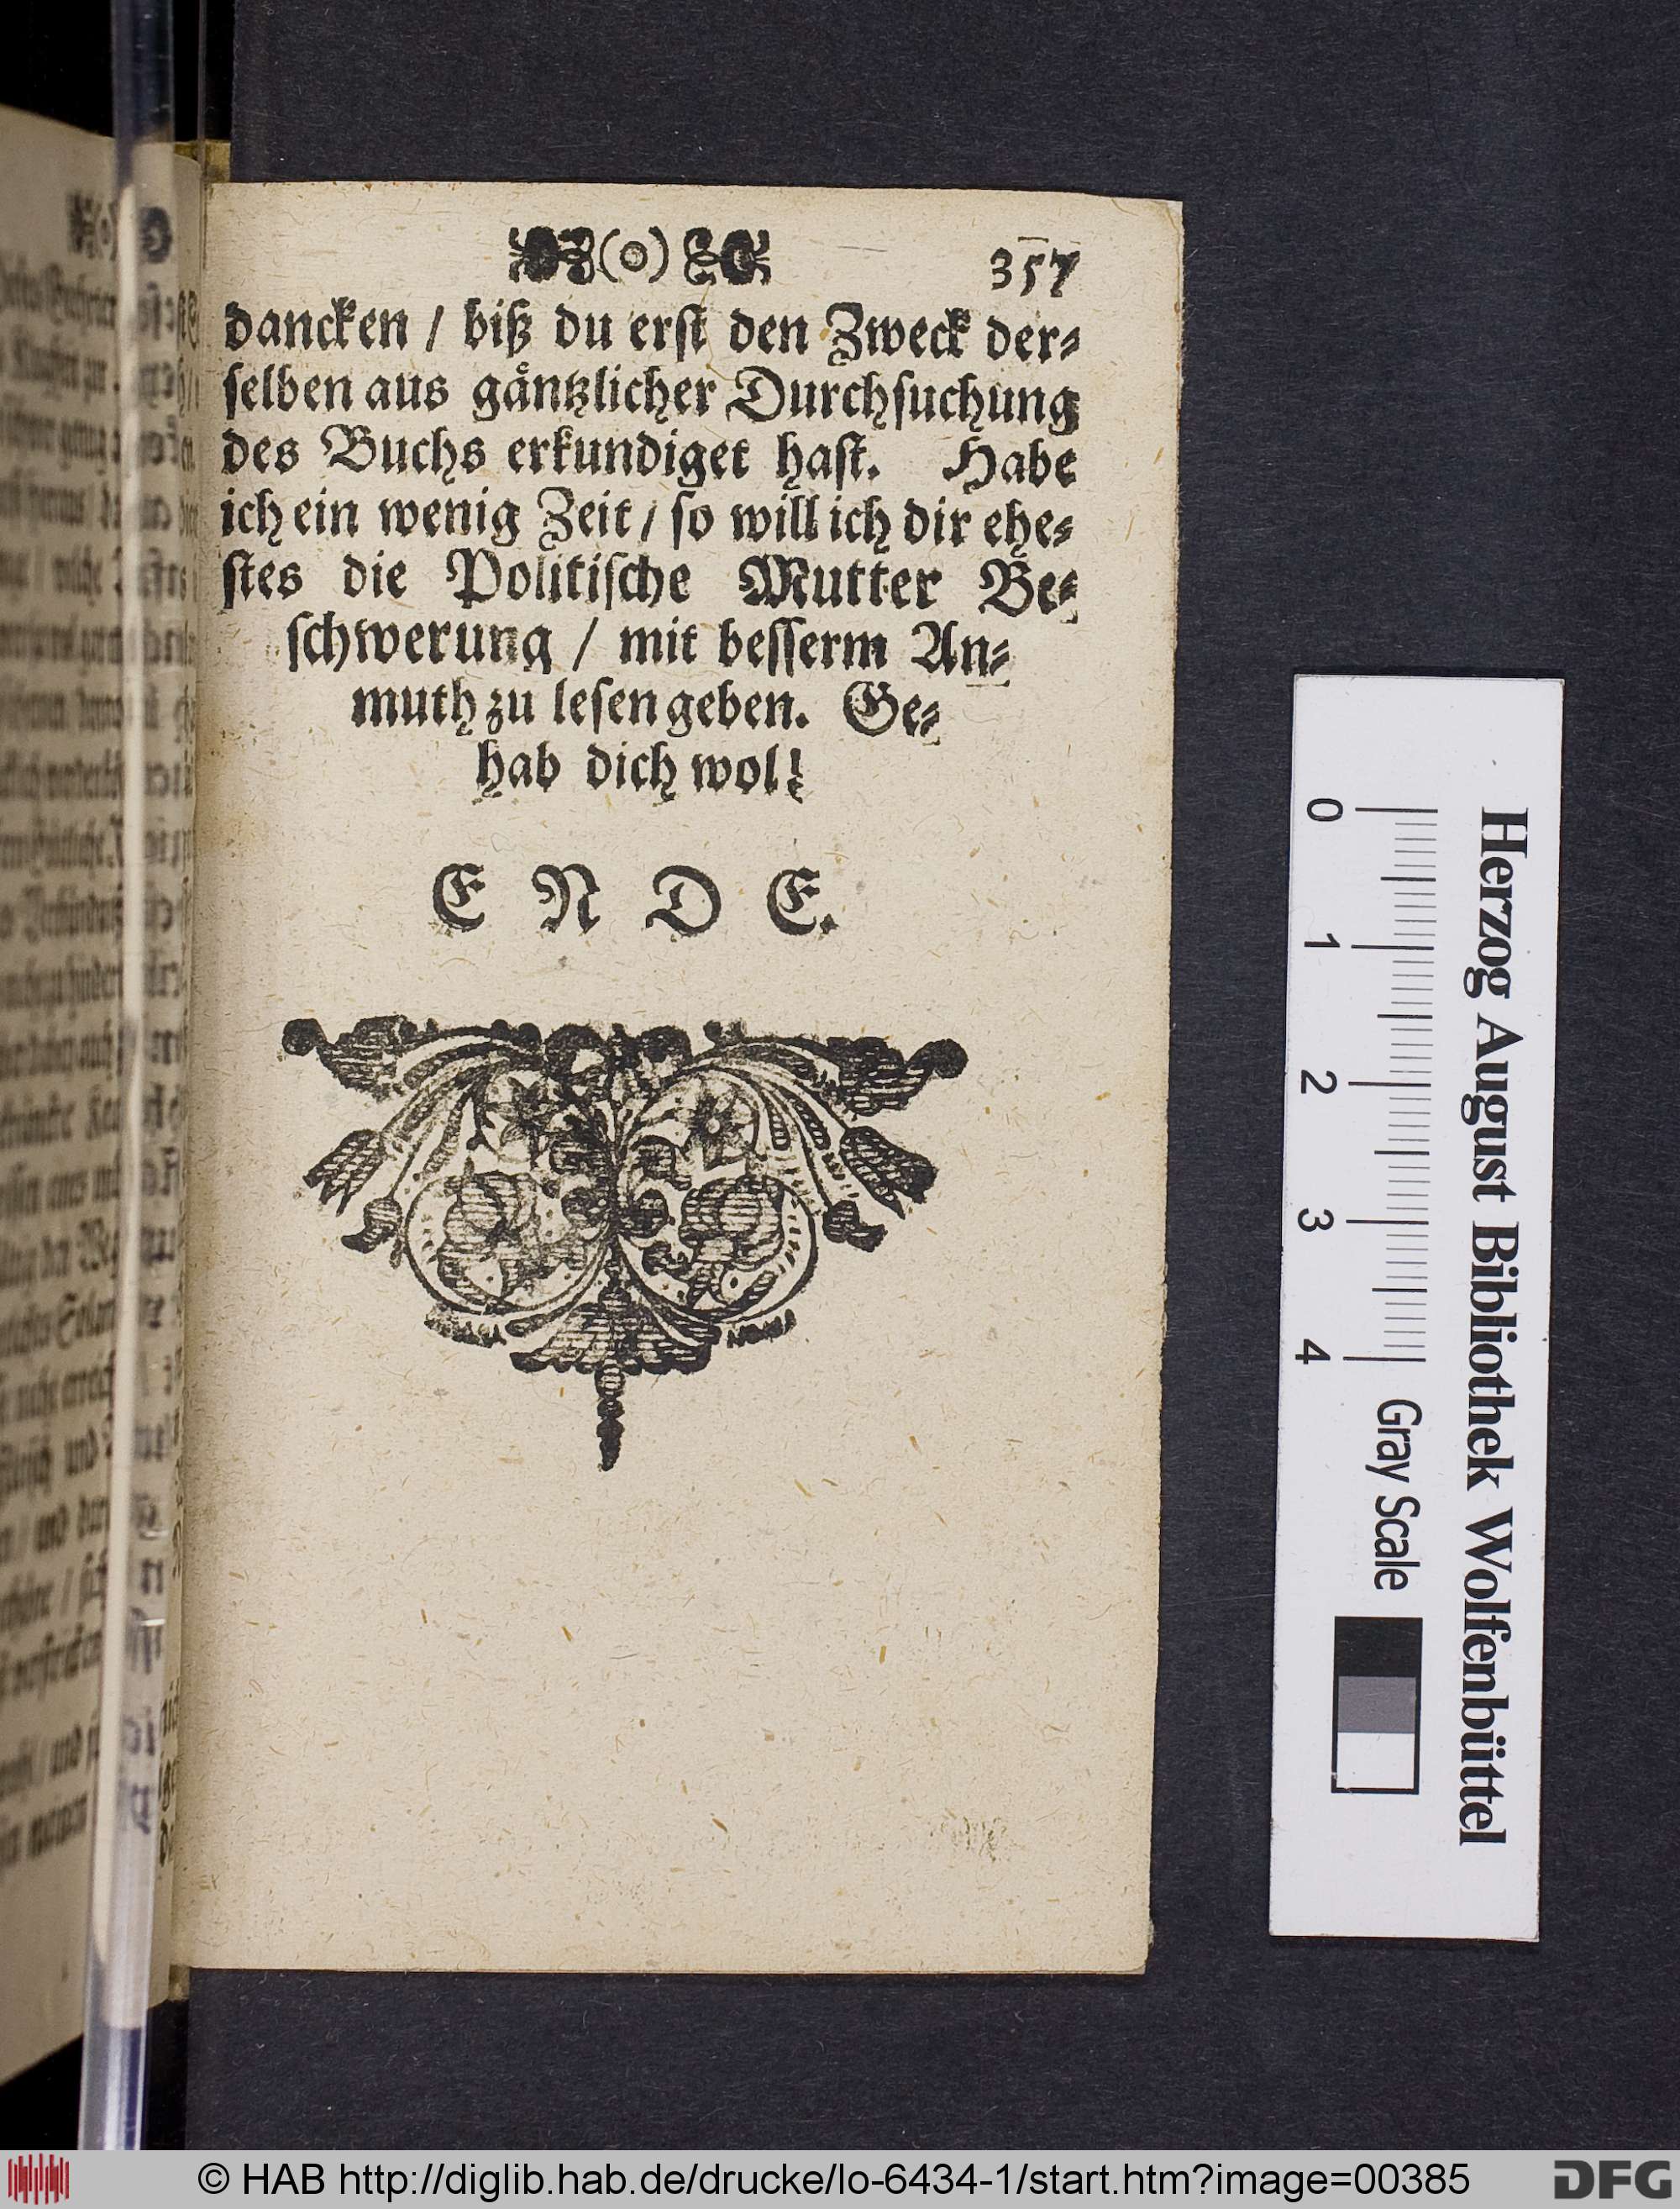 (o) 357
dancken / biß du erst den Zweck der⸗
selben aus gäntzlicher Durchsuchung
des Buchs erkundiget hast. Habe
ich ein wenig Zeit / so will ich dir ehe⸗
stes die Politische Mutter Be⸗
schwerung / mit besserm An⸗
muth zu lesen geben. Ge⸗
hab dich wol!
E N D E.
Herzog August Bibliothek Wolfenbüttel
0 1 2 3 4 Gray Scale
© HAB http://diglib.hab.de/drucke/lo-6434-1/start.htm?image=00385
DFG